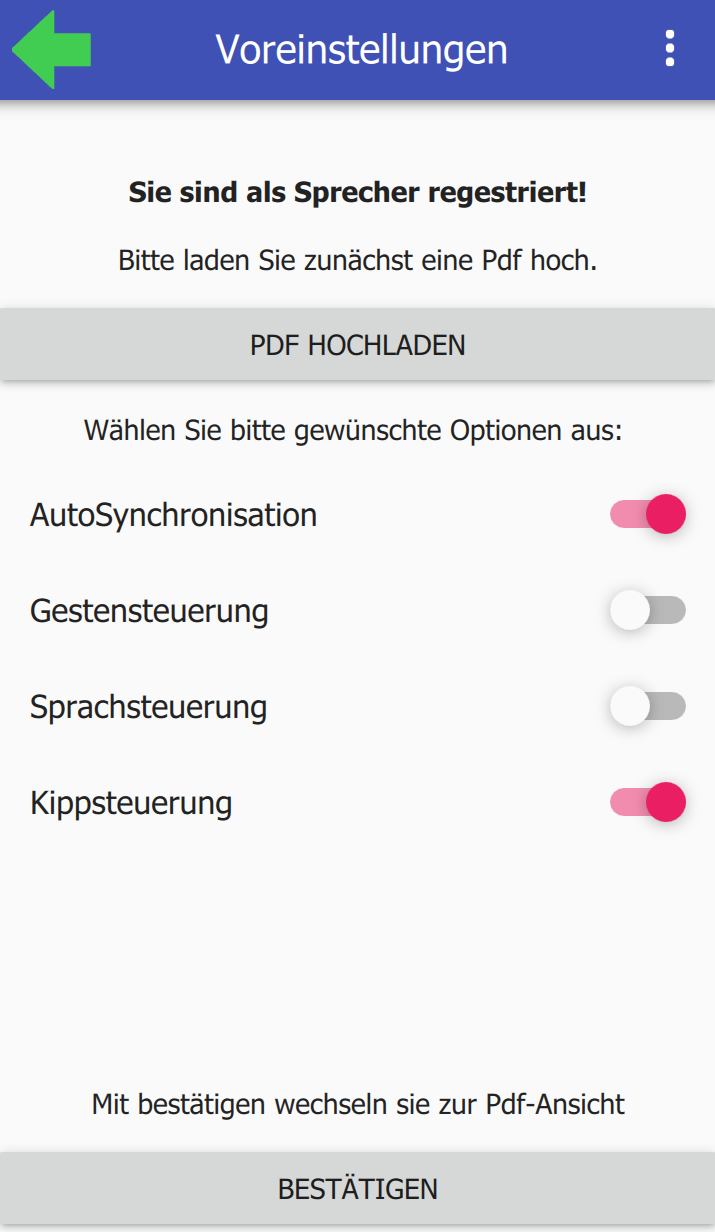 Voreinstellungen
Sie sind als Sprecher regestriert!
Bitte laden Sie zunächst eine Pdf hoch.
PDF HOCHLADEN
Wählen Sie bitte gewünschte Optionen aus:
AutoSynchronisation
Gestensteuerung
Sprachsteuerung
Kippsteuerung
Mit bestätigen wechseln sie zur Pdf-Ansicht
BESTÄTIGEN